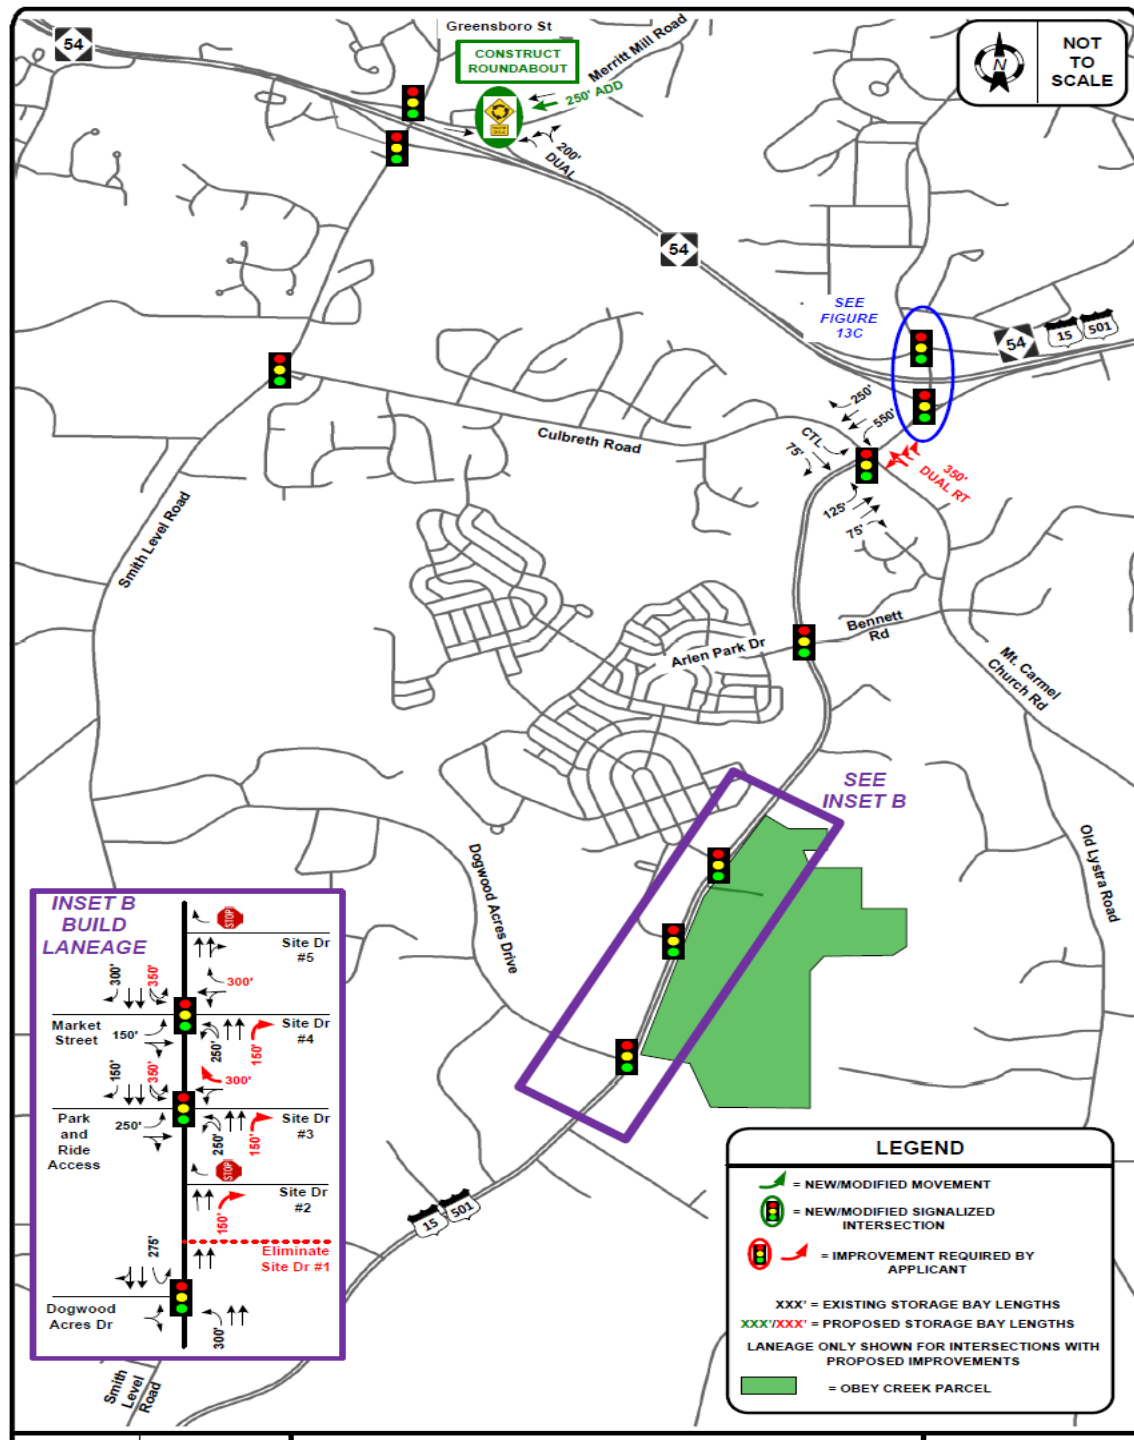 Greensboro St
54
CONSTRUCT
ROUNDABOUT
Merritt Mill Road
250' ADD
200'
DUAL
N
NOT
TO
SCALE
54
SEE
FIGURE
13C
54
15
501
250'
550'
CTL
75'
350'
DUAL RT
125'
75'
Culbreth Road
Smith Level Road
Bennett
Rd
Arlen Park Dr
Mt. Carmel
Church Rd
SEE
INSET B
Old Lystra Road
Dogwood Acres Drive
15
501
Smith
Level
Road
INSET B
BUILD
LANEAGE
STOP
Site Dr
#5
300'
350'
300'
Market
Street
150'
250'
150'
Site Dr
#4
150'
350'
300'
Park
and
Ride
Access
250'
250'
150'
Site Dr
#3
STOP
Site Dr
#2
150'
Eliminate
Site Dr #1
275'
Dogwood
Acres Dr
300'
LEGEND
= NEW/MODIFIED MOVEMENT
= NEW/MODIFIED SIGNALIZED
INTERSECTION
= IMPROVEMENT REQUIRED BY
APPLICANT
XXX' = EXISTING STORAGE BAY LENGTHS
XXX'/XXX' = PROPOSED STORAGE BAY LENGTHS
LANEAGE ONLY SHOWN FOR INTERSECTIONS WITH
PROPOSED IMPROVEMENTS
= OBEY CREEK PARCEL